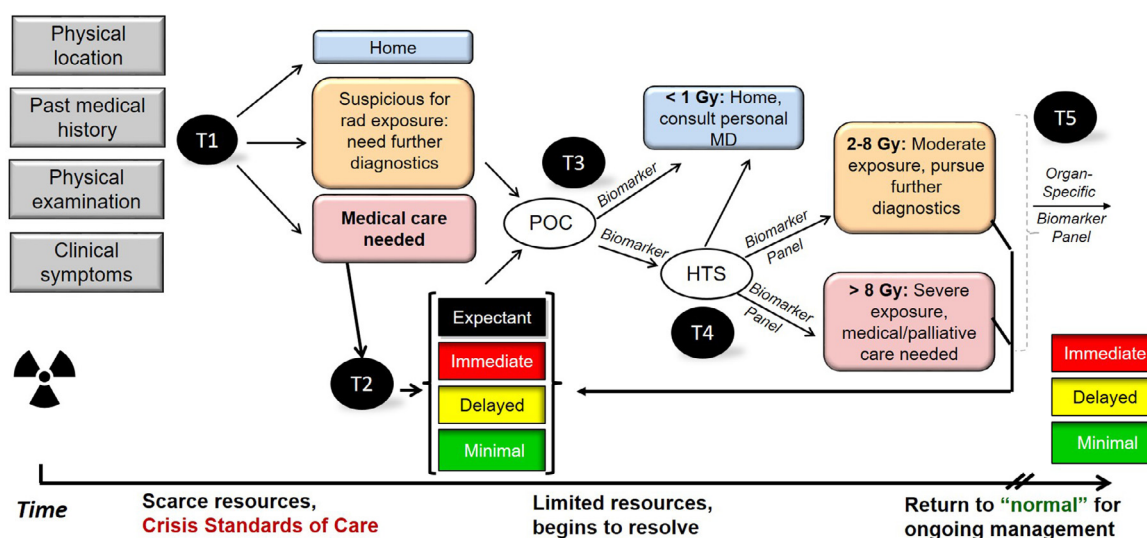 Physical
location
Past medical
history
Physical
examination
Clinical
symptoms
T1
Home
Suspicious for
rad exposure:
need further
diagnostics
Medical care
needed
T2
Expectant
Immediate
Delayed
Minimal
T3
POC
Biomarker
Biomarker
< 1 Gy: Home,
consult personal
MD
HTS
T4
Biomarker
Panel
Biomarker
Panel
2-8 Gy: Moderate
exposure, pursue
further
diagnostics
> 8 Gy: Severe
exposure,
medical/palliative
care needed
T5
Organ-
Specific
Biomarker
Panel
Immediate
Delayed
Minimal
Time
Scarce resources,
Crisis Standards of Care
Limited resources,
begins to resolve
Return to “normal” for
ongoing management